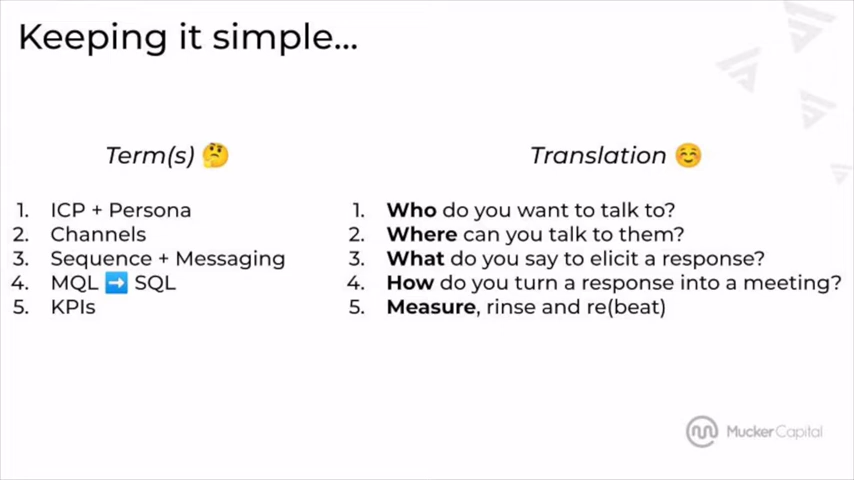 Keeping it simple...
Term(s) 🤔
1. ICP + Persona
2. Channels
3. Sequence + Messaging
4. MQL ➡️ SQL
5. KPIs
Translation ☺️
1. Who do you want to talk to?
2. Where can you talk to them?
3. What do you say to elicit a response?
4. How do you turn a response into a meeting?
5. Measure, rinse and re(beat)
MuckerCapital